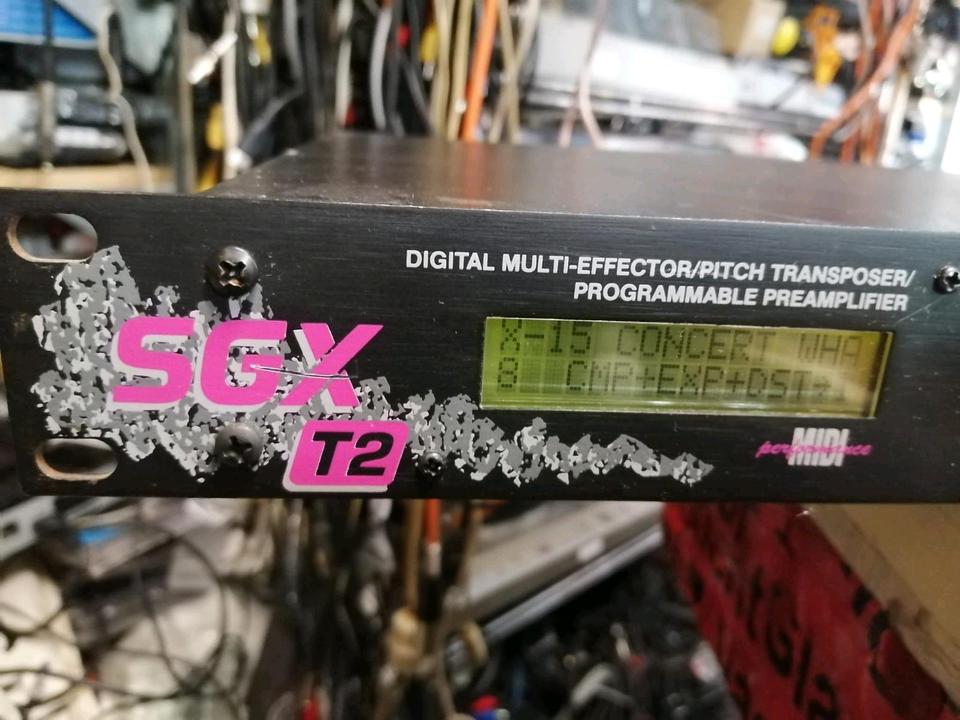 DIGITAL MULTI-EFFECTOR/PITCH TRANSPOSER/
PROGRAMMABLE PREAMPLIFIER
SGX
T2
X-15 CONCERT WHA
8 CMP+EXP+DST+
performance MIDI